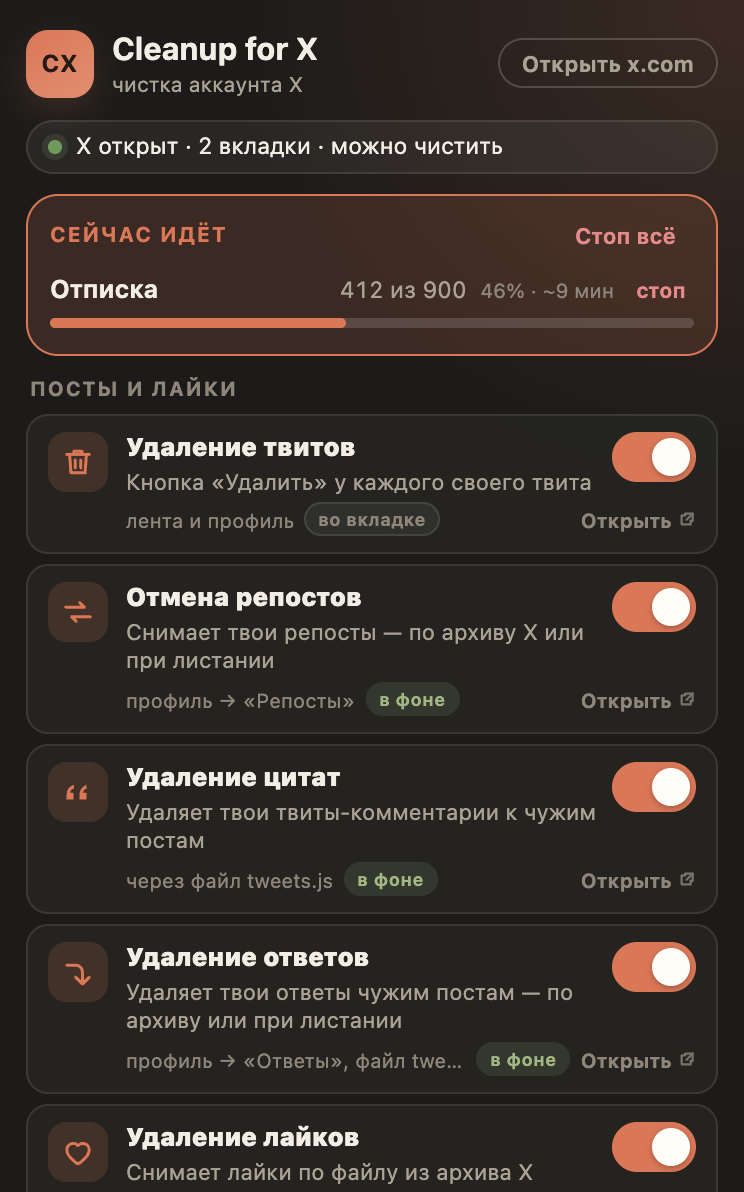 CX
Cleanup for X
чистка аккаунта X
Открыть x.com
X открыт · 2 вкладки · можно чистить
СЕЙЧАС ИДЁТ
Стоп всё
Отписка
412 из 900 46% · ~9 мин стоп
ПОСТЫ И ЛАЙКИ
Удаление твитов
Кнопка «Удалить» у каждого своего твита
лента и профиль во вкладке Открыть
Отмена репостов
Снимает твои репосты — по архиву X или
при листании
профиль → «Репосты» в фоне Открыть
Удаление цитат
Удаляет твои твиты-комментарии к чужим
постам
через файл tweets.js в фоне Открыть
Удаление ответов
Удаляет твои ответы чужим постам — по
архиву или при листании
профиль → «Ответы», файл twe... в фоне Открыть
Удаление лайков
Снимает лайки по файлу из архива X